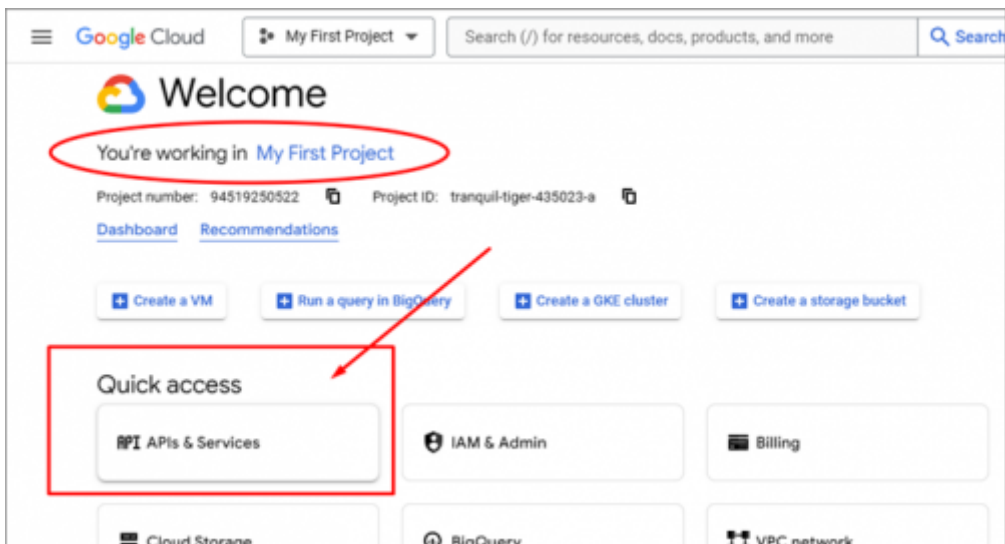 Google Cloud My First Project Search (/) for resources, docs, products, and more Search
Welcome
You're working in My First Project
Project number: 94519250522 Project ID: tranquil-tiger-435023-a
Dashboard Recommendations
Create a VM Run a query in BigQuery Create a GKE cluster Create a storage bucket
Quick access
API APIs & Services IAM & Admin Billing
Cloud Storage BigQuery VPC network